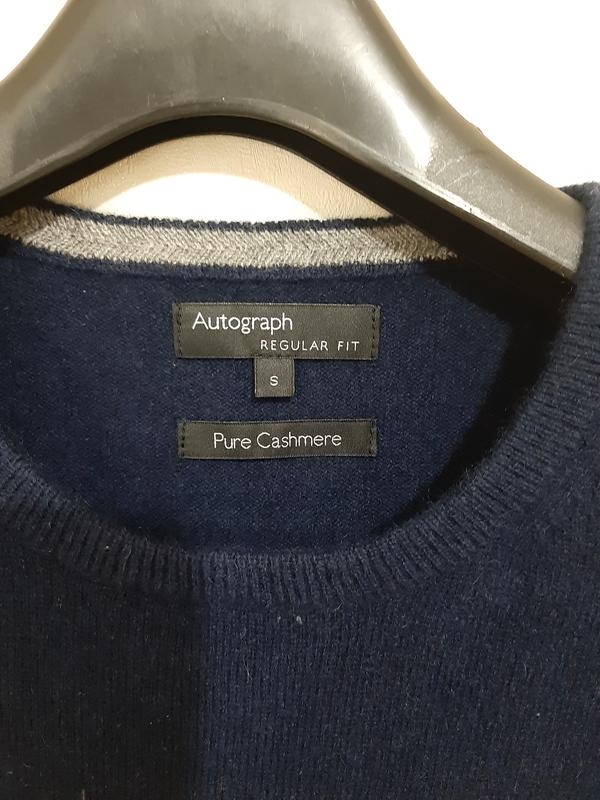 Autograph
REGULAR FIT
S
Pure Cashmere